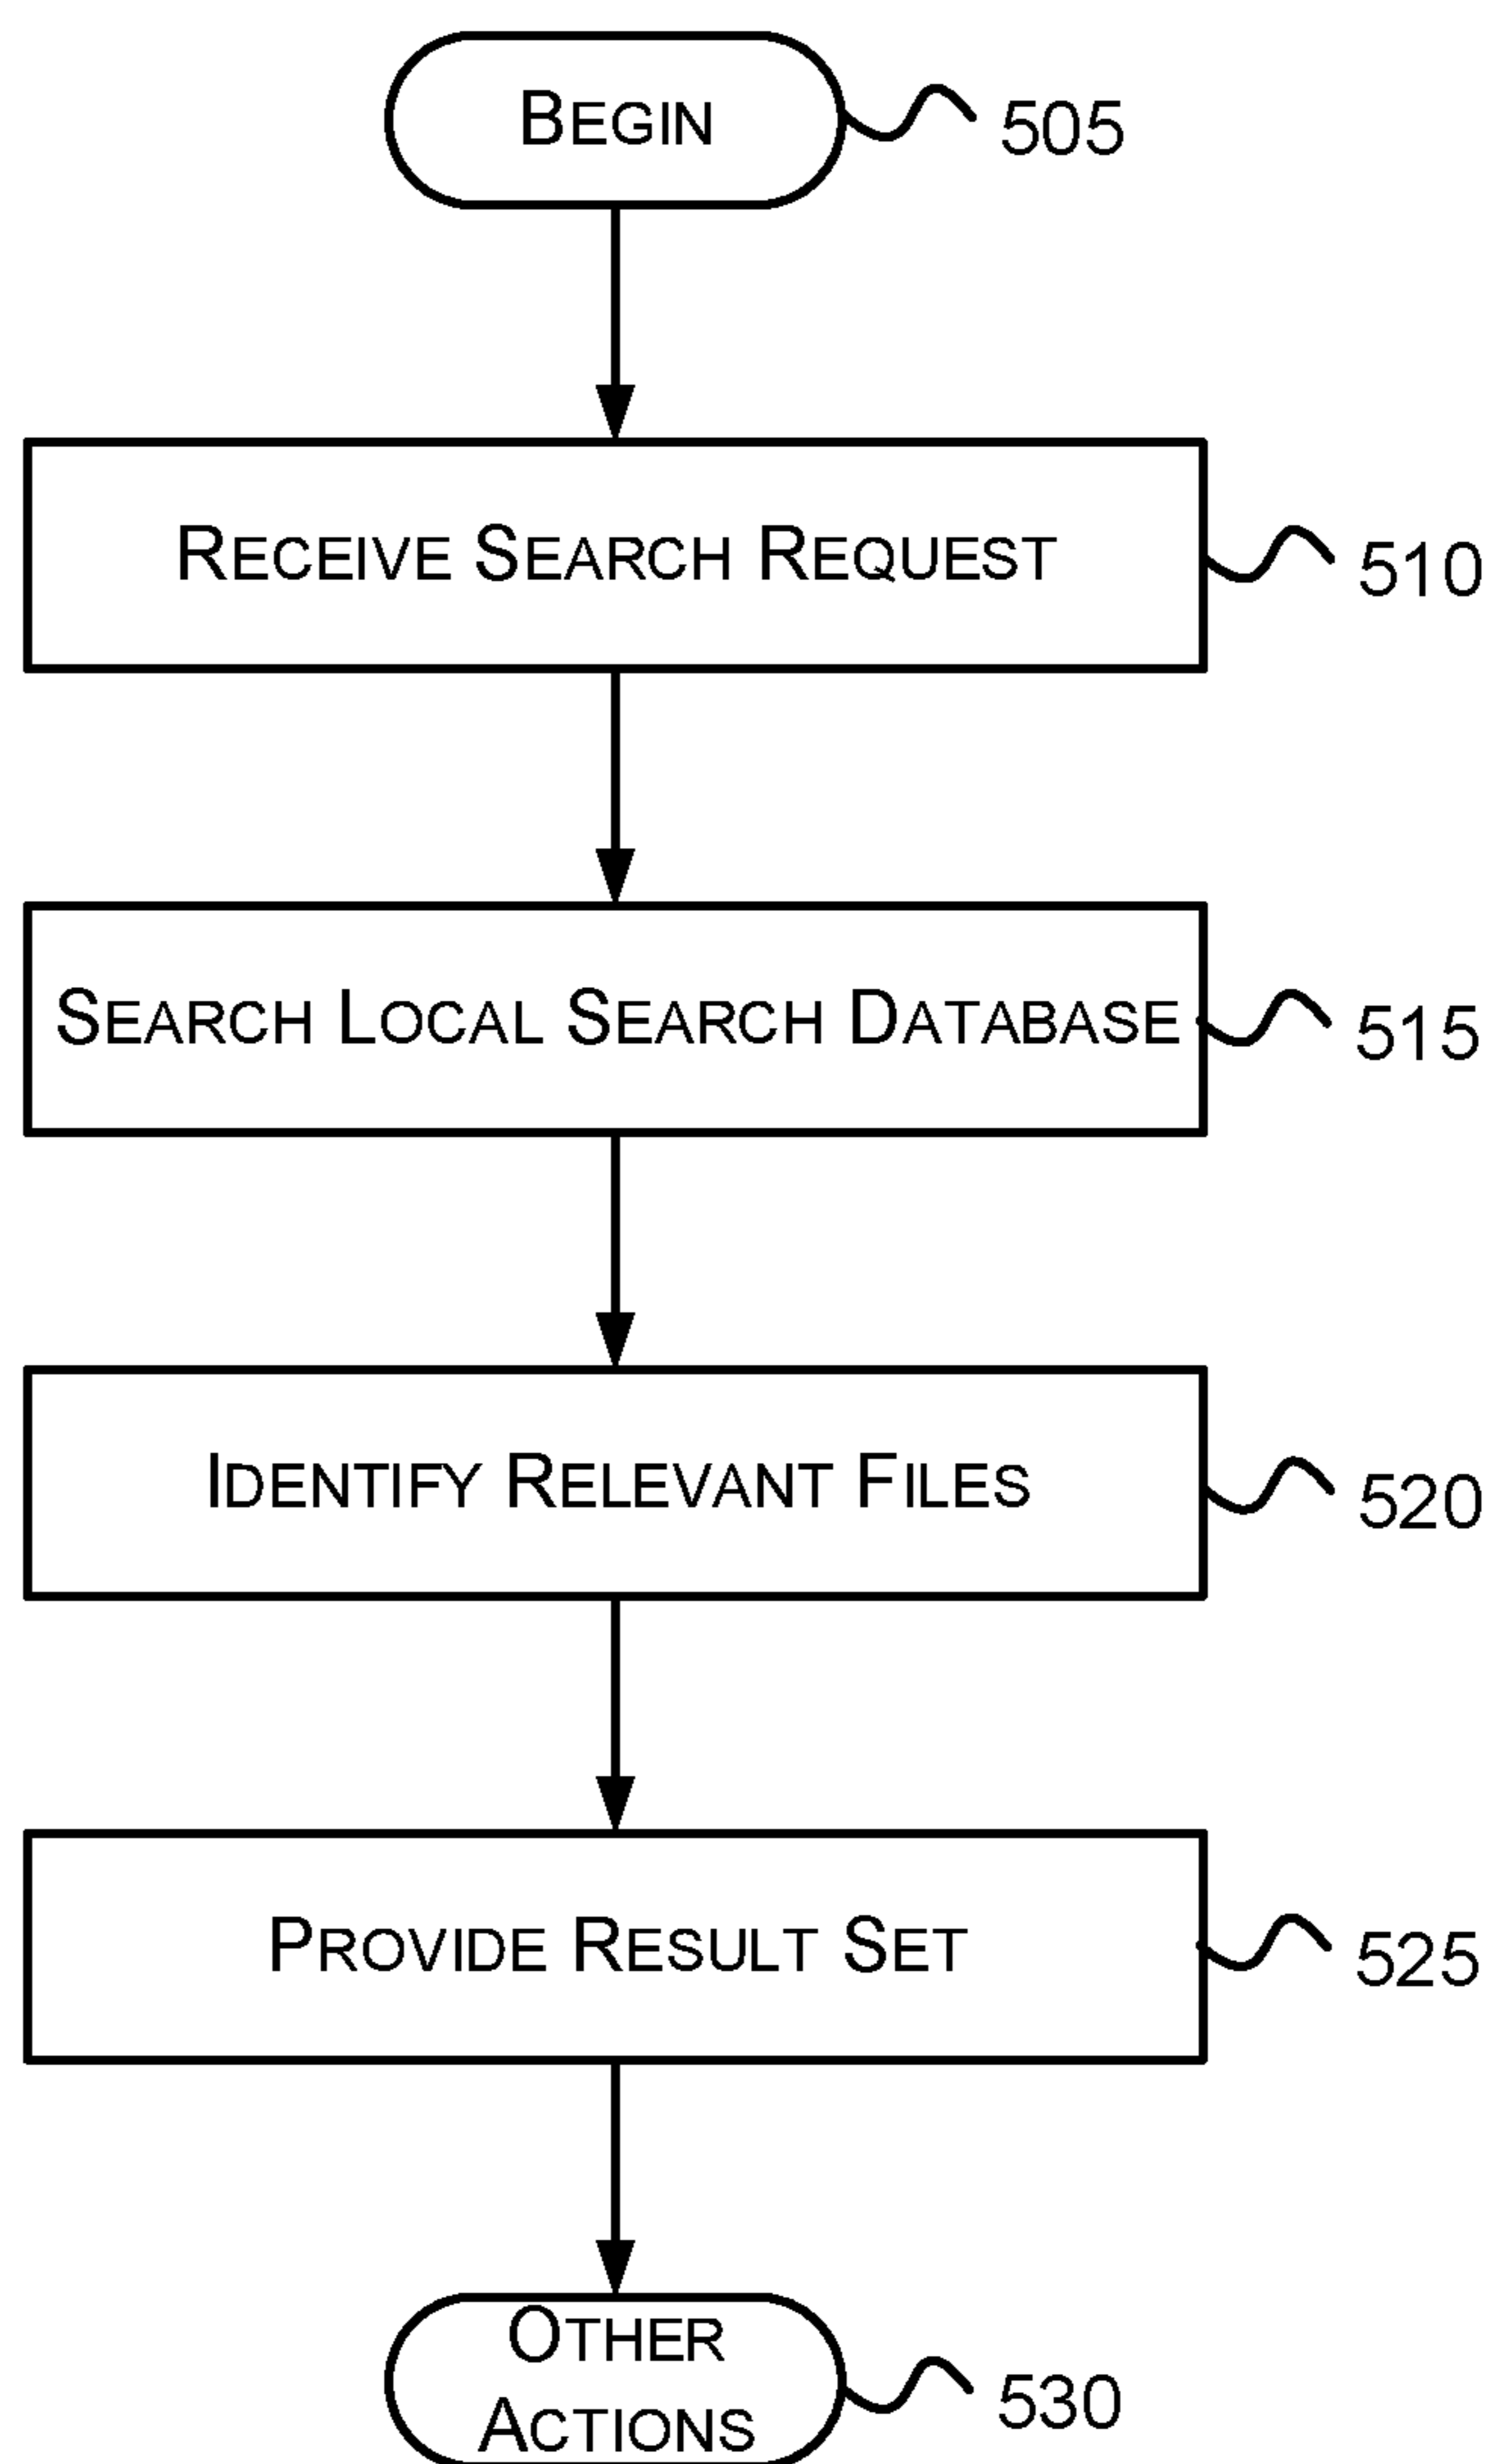 BEGIN
505
RECEIVE SEARCH REQUEST
510
SEARCH LOCAL SEARCH DATABASE
515
IDENTIFY RELEVANT FILES
520
PROVIDE RESULT SET
525
OTHER
ACTIONS
530